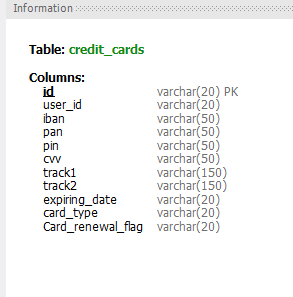 Information
Table: credit_cards
Columns:
id varchar(20) PK
user_id varchar(20)
iban varchar(50)
pan varchar(50)
pin varchar(50)
cvv varchar(50)
track1 varchar(150)
track2 varchar(150)
expiring_date varchar(20)
card_type varchar(20)
Card_renewal_flag varchar(20)